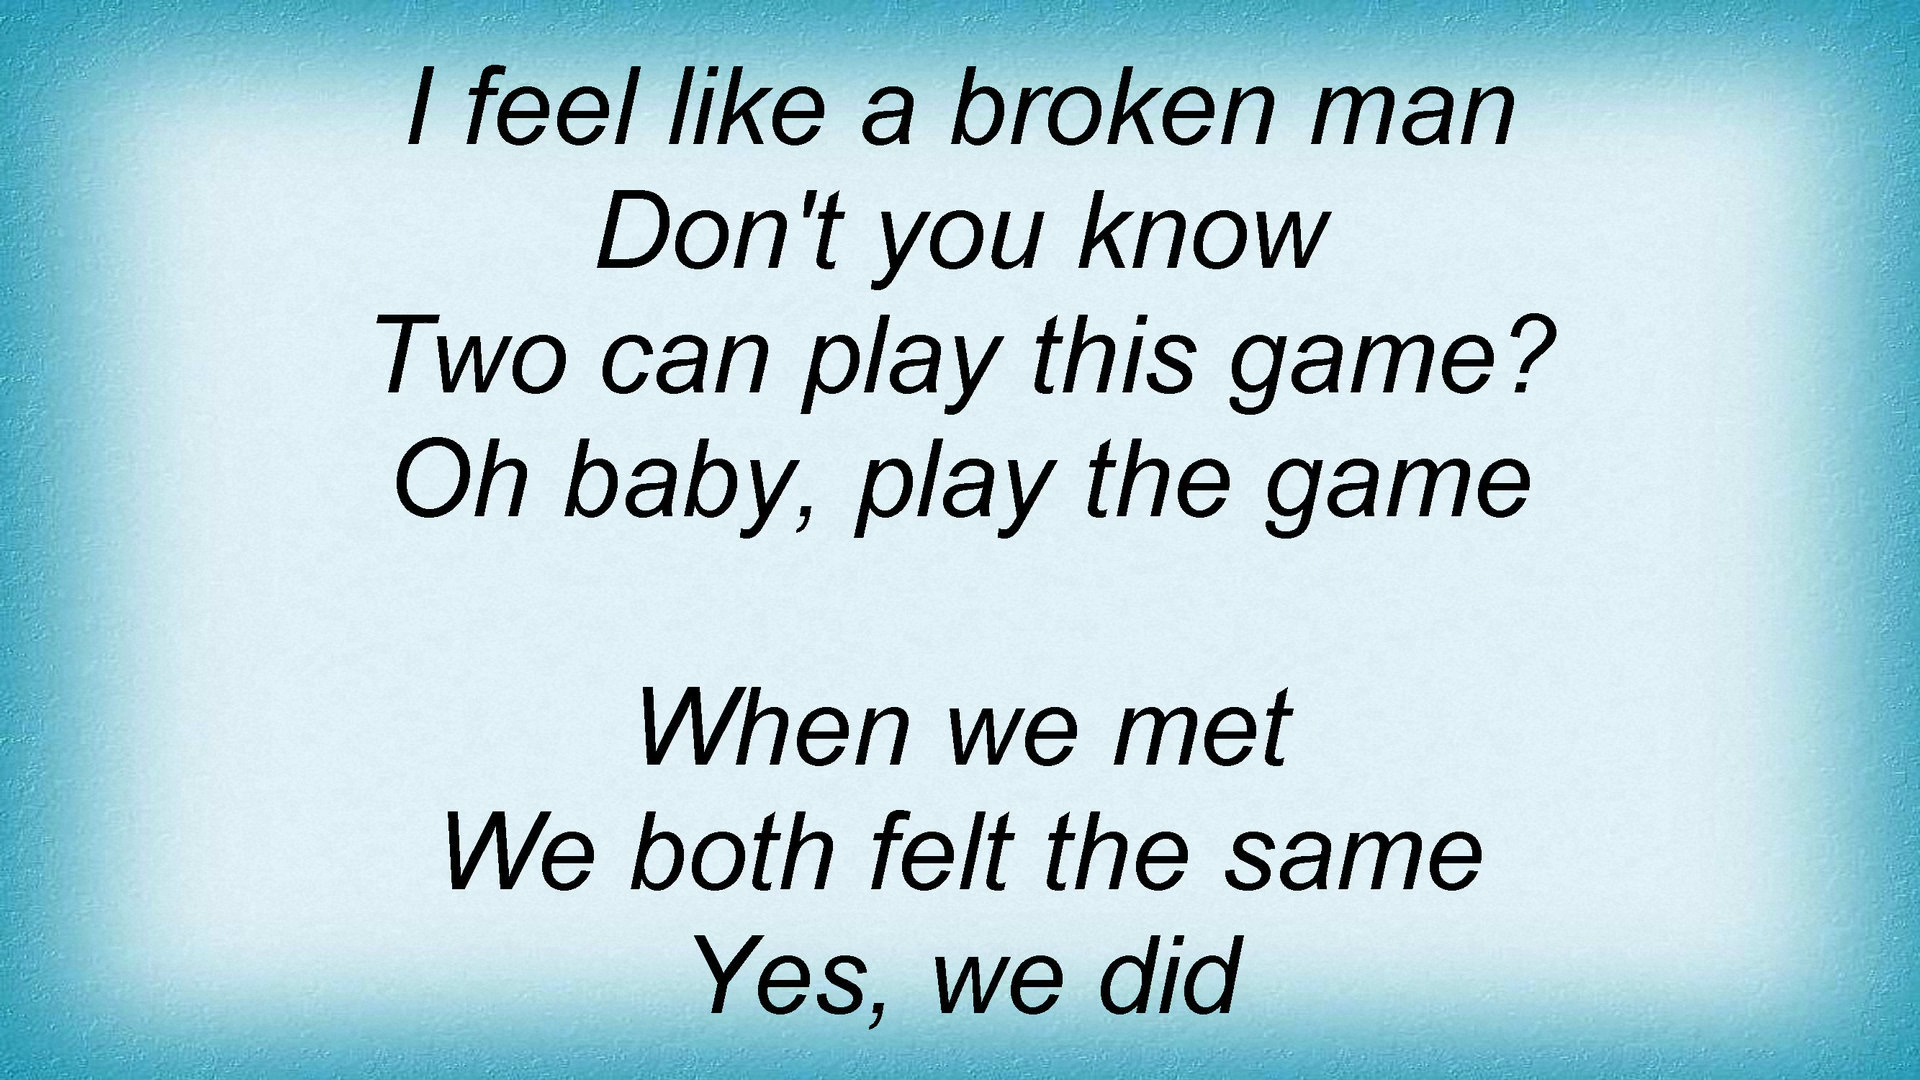 I feel like a broken man
Don't you know
Two can play this game?
Oh baby, play the game
When we met
We both felt the same
Yes, we did